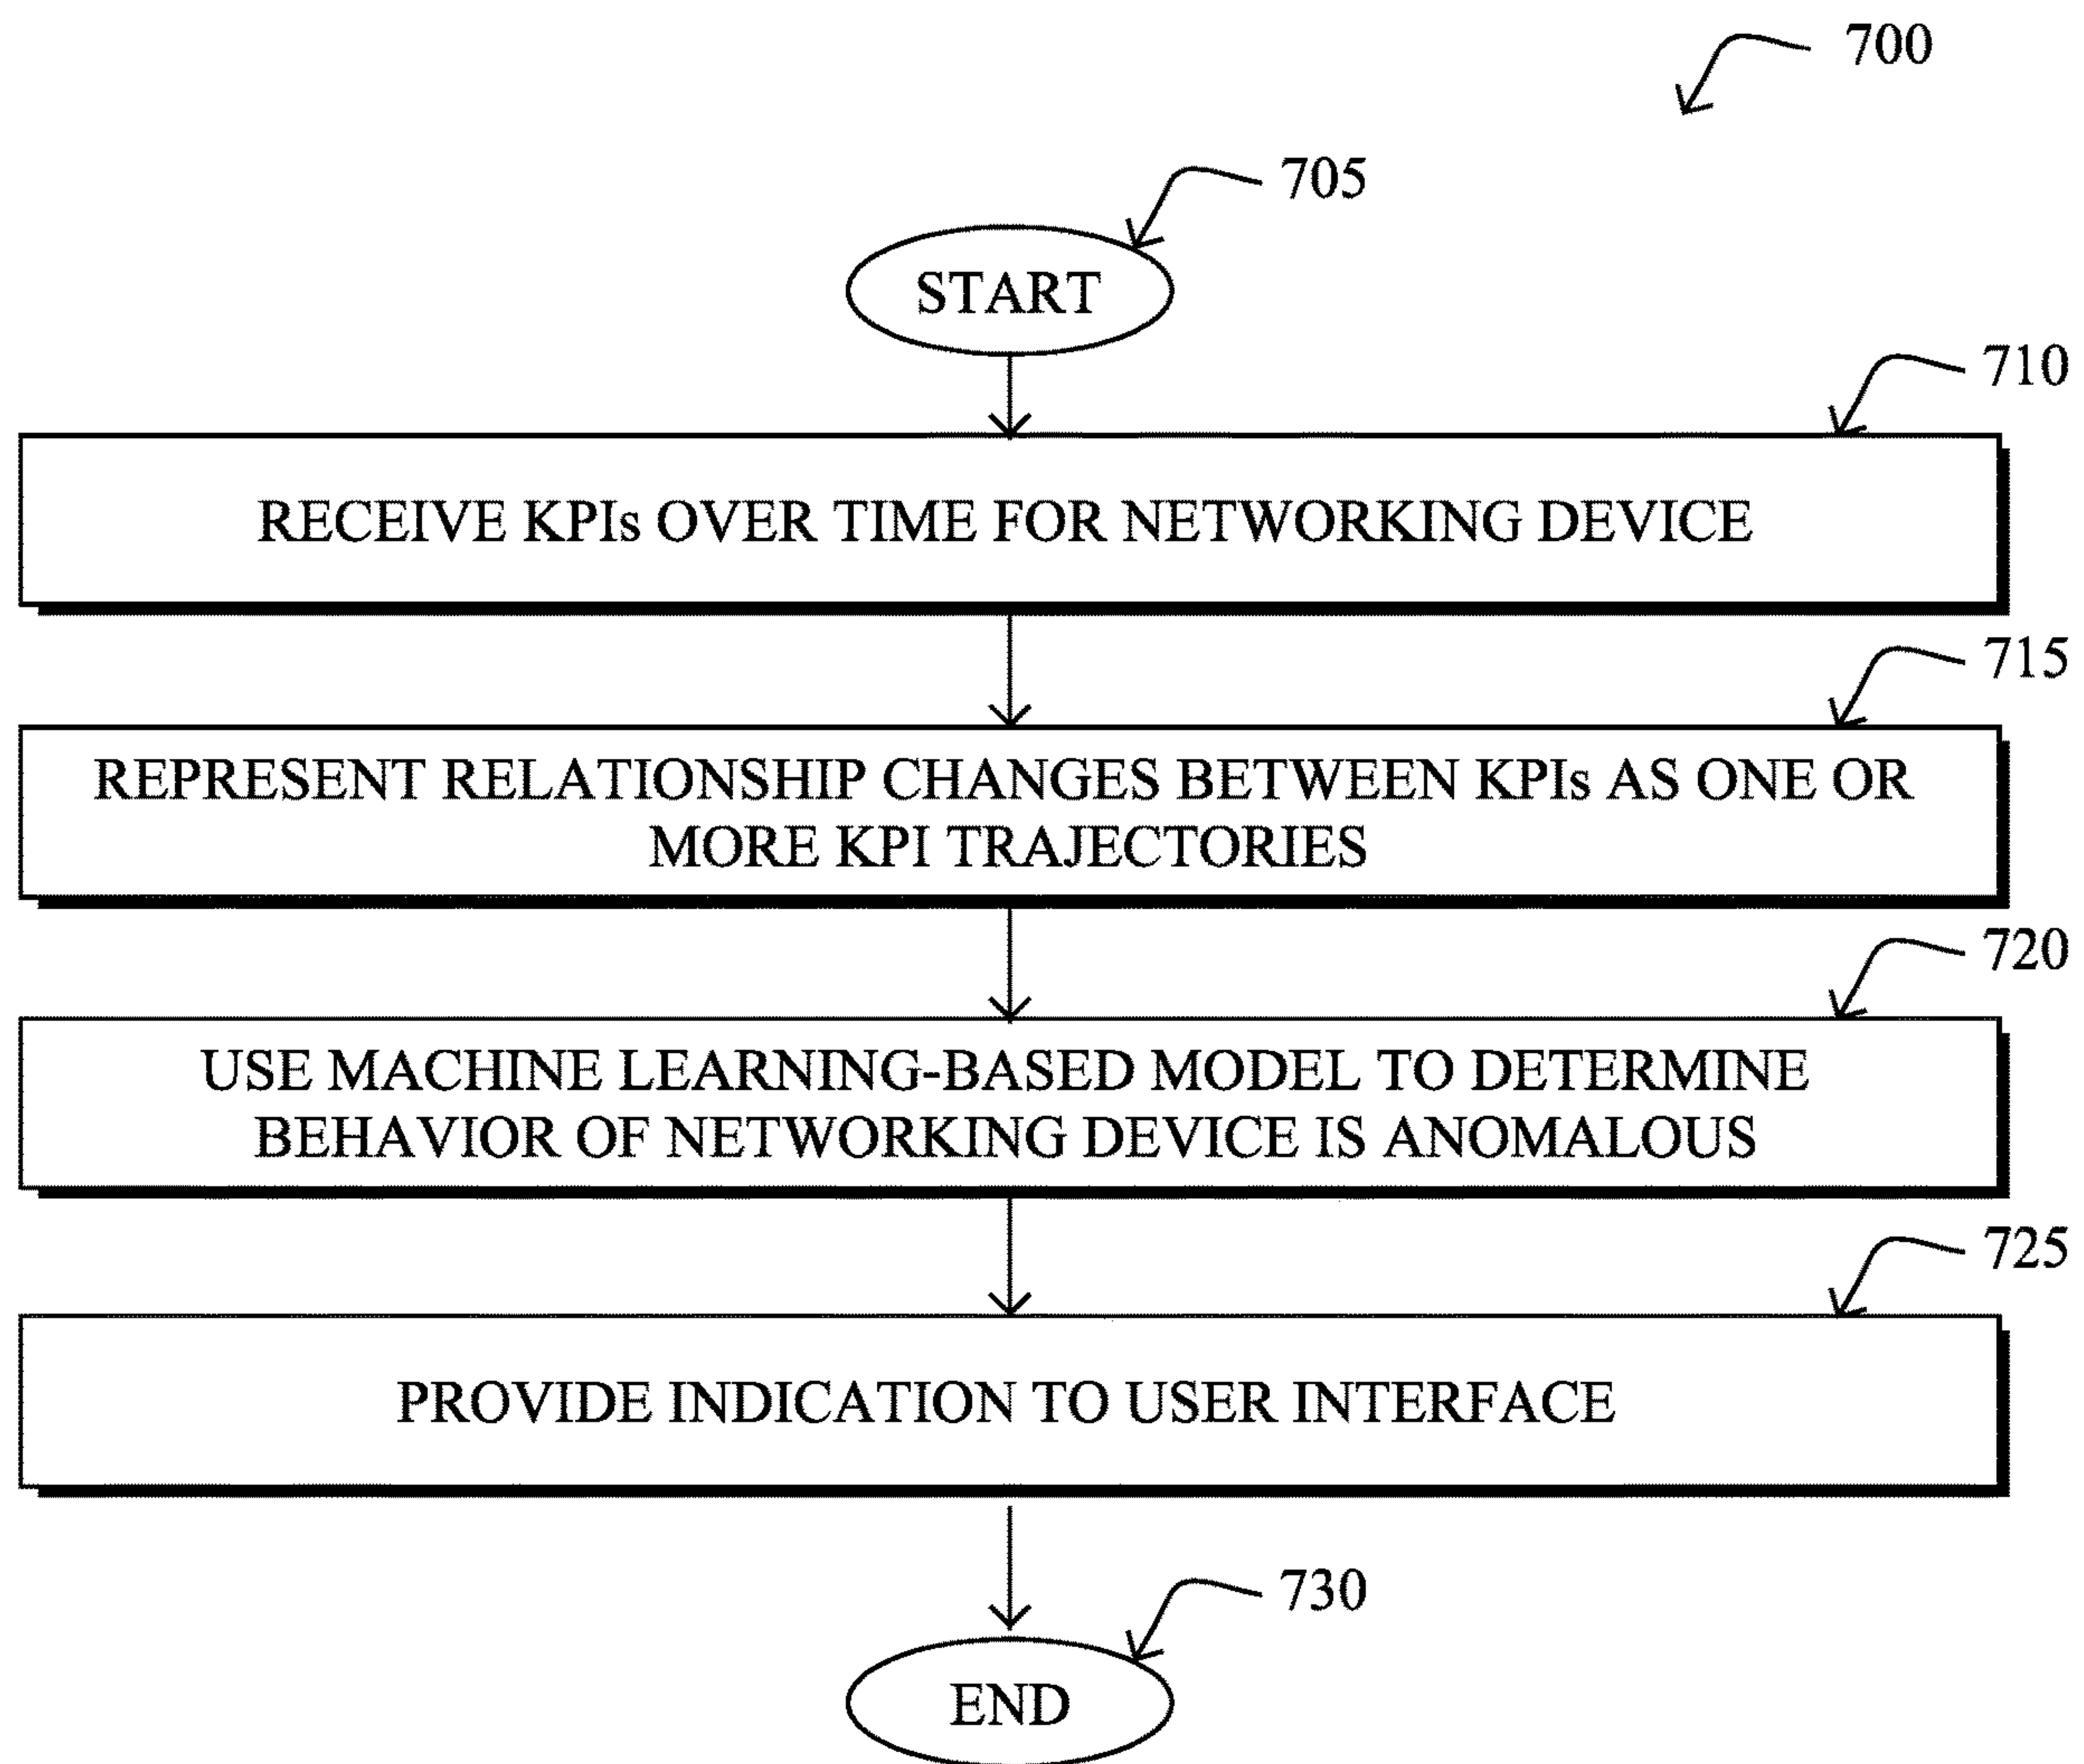 700
705
START
710
RECEIVE KPIs OVER TIME FOR NETWORKING DEVICE
715
REPRESENT RELATIONSHIP CHANGES BETWEEN KPIs AS ONE OR
MORE KPI TRAJECTORIES
720
USE MACHINE LEARNING-BASED MODEL TO DETERMINE
BEHAVIOR OF NETWORKING DEVICE IS ANOMALOUS
725
PROVIDE INDICATION TO USER INTERFACE
730
END